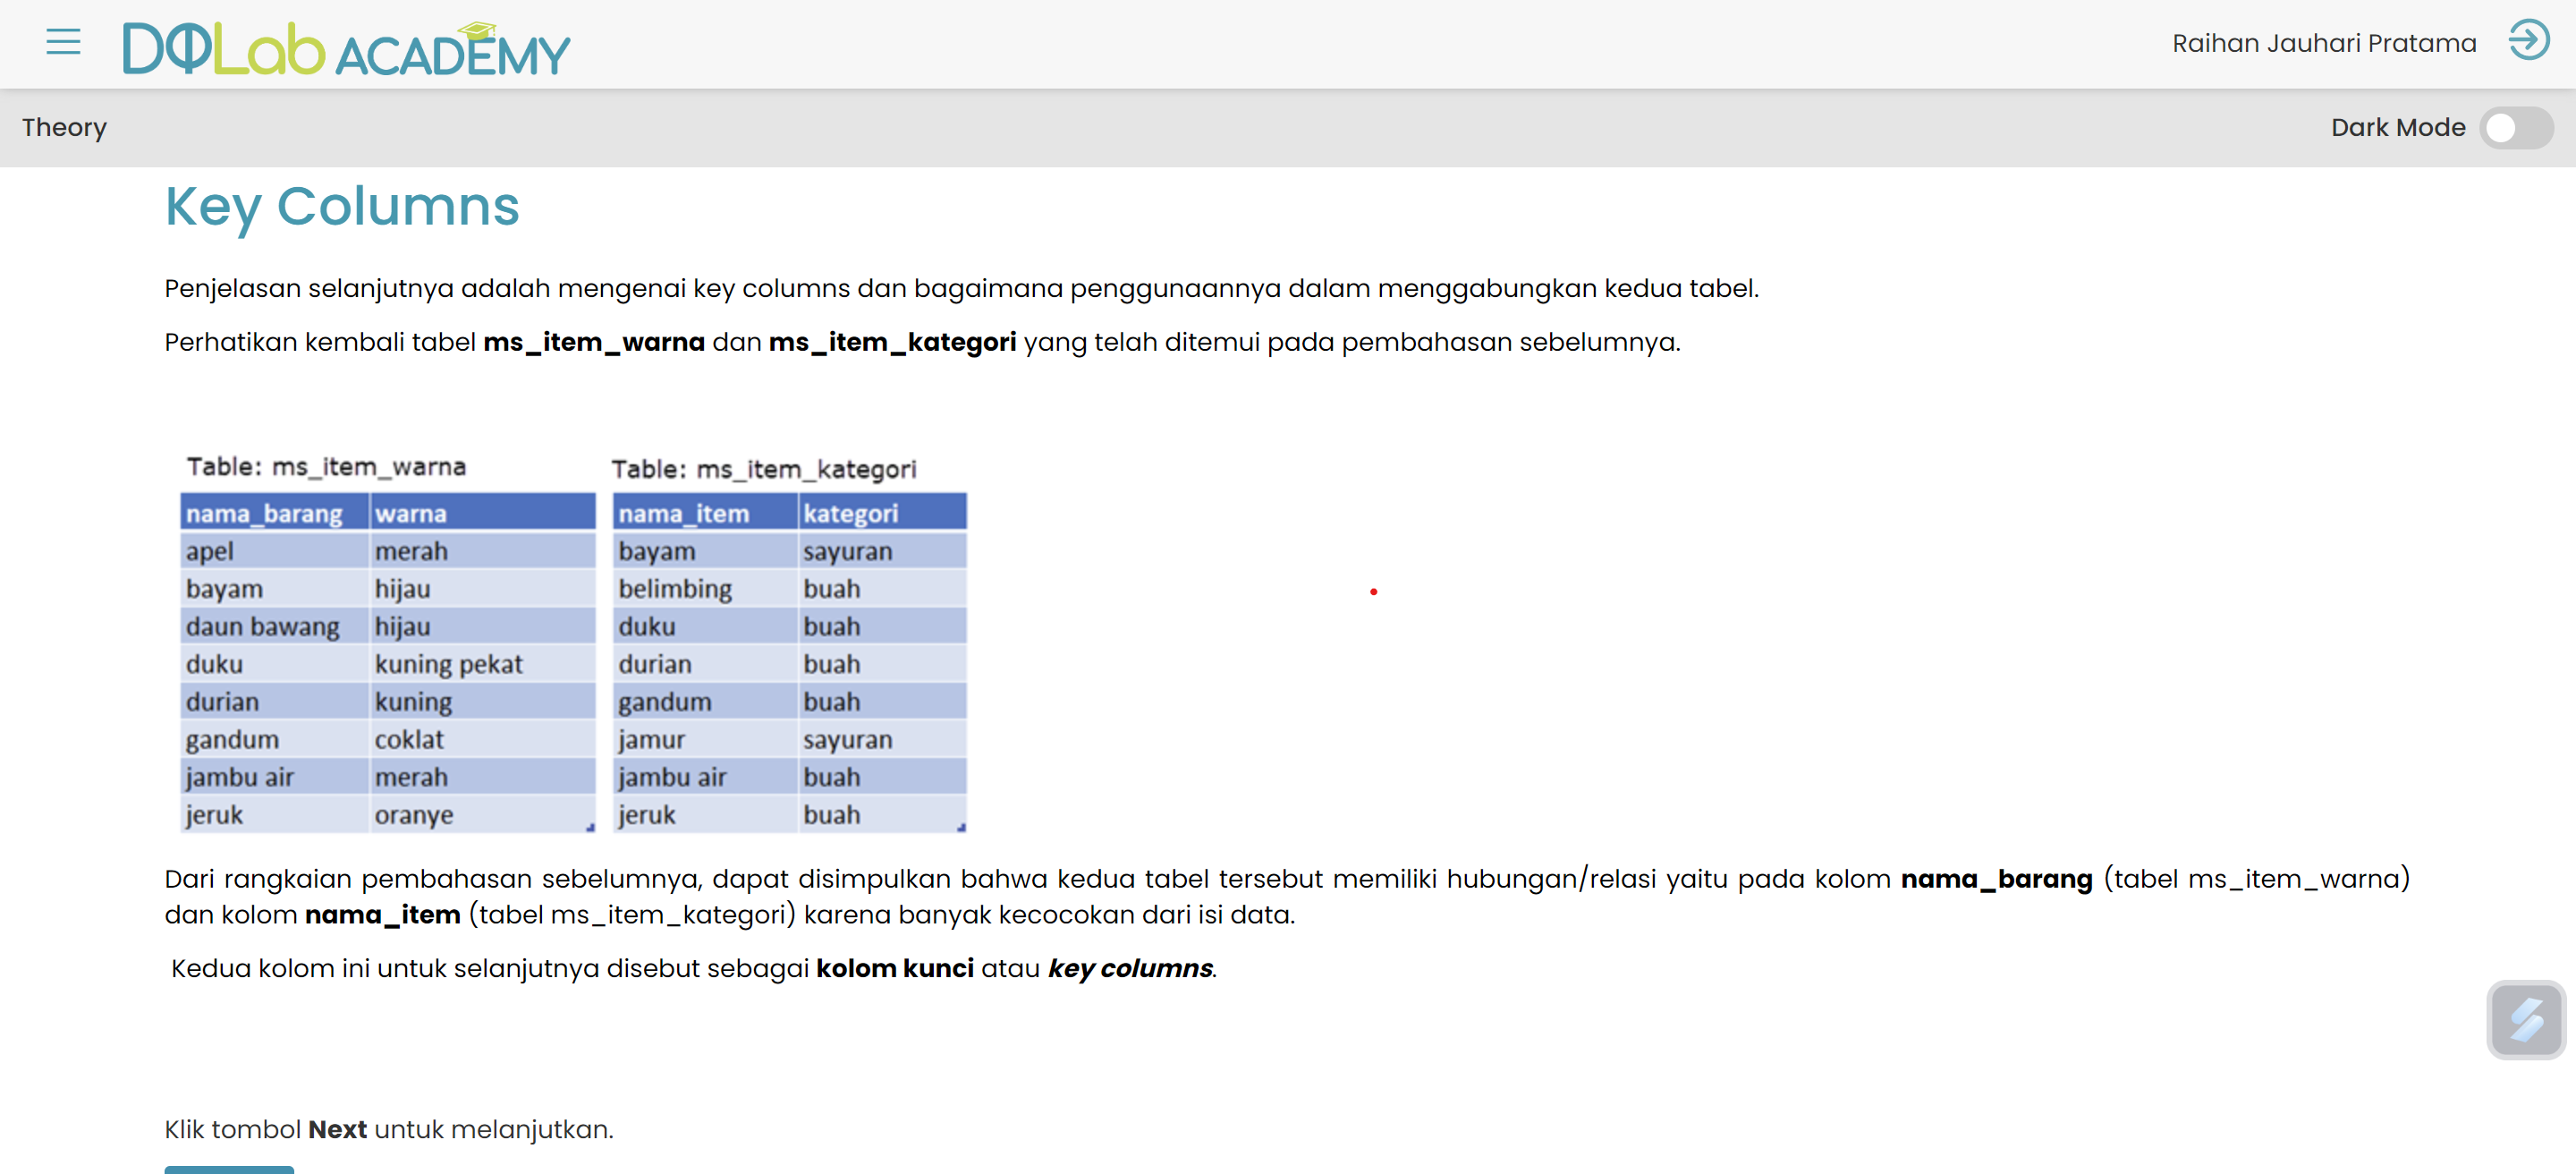 DQLab ACADEMY
Raihan Jauhari Pratama
Theory
Dark Mode
Key Columns
Penjelasan selanjutnya adalah mengenai key columns dan bagaimana penggunaannya dalam menggabungkan kedua tabel.
Perhatikan kembali tabel ms_item_warna dan ms_item_kategori yang telah ditemui pada pembahasan sebelumnya.
Table: ms_item_warna
nama_barang warna
apel merah
bayam hijau
daun bawang hijau
duku kuning pekat
durian kuning
gandum coklat
jambu air merah
jeruk oranye
Table: ms_item_kategori
nama_item kategori
bayam sayuran
belimbing buah
duku buah
durian buah
gandum buah
jamur sayuran
jambu air buah
jeruk buah
Dari rangkaian pembahasan sebelumnya, dapat disimpulkan bahwa kedua tabel tersebut memiliki hubungan/relasi yaitu pada kolom nama_barang (tabel ms_item_warna)
dan kolom nama_item (tabel ms_item_kategori) karena banyak kecocokan dari isi data.
Kedua kolom ini untuk selanjutnya disebut sebagai kolom kunci atau key columns.
Klik tombol Next untuk melanjutkan.